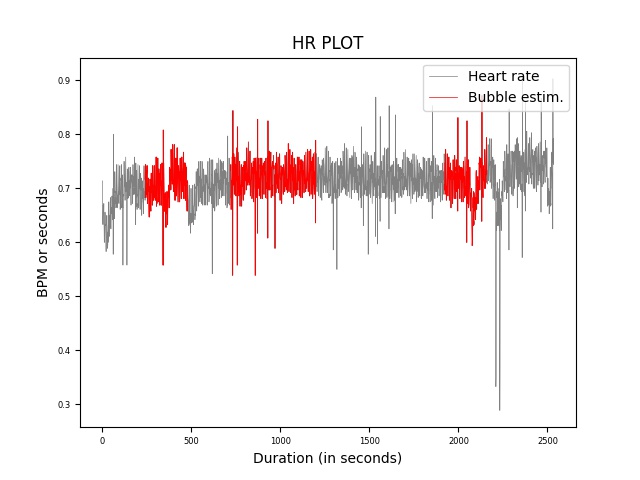 HR PLOT
Heart rate
Bubble estim.
BPM or seconds
0.9
0.8
0.7
0.6
0.5
0.4
0.3
0 500 1000 1500 2000 2500
Duration (in seconds)